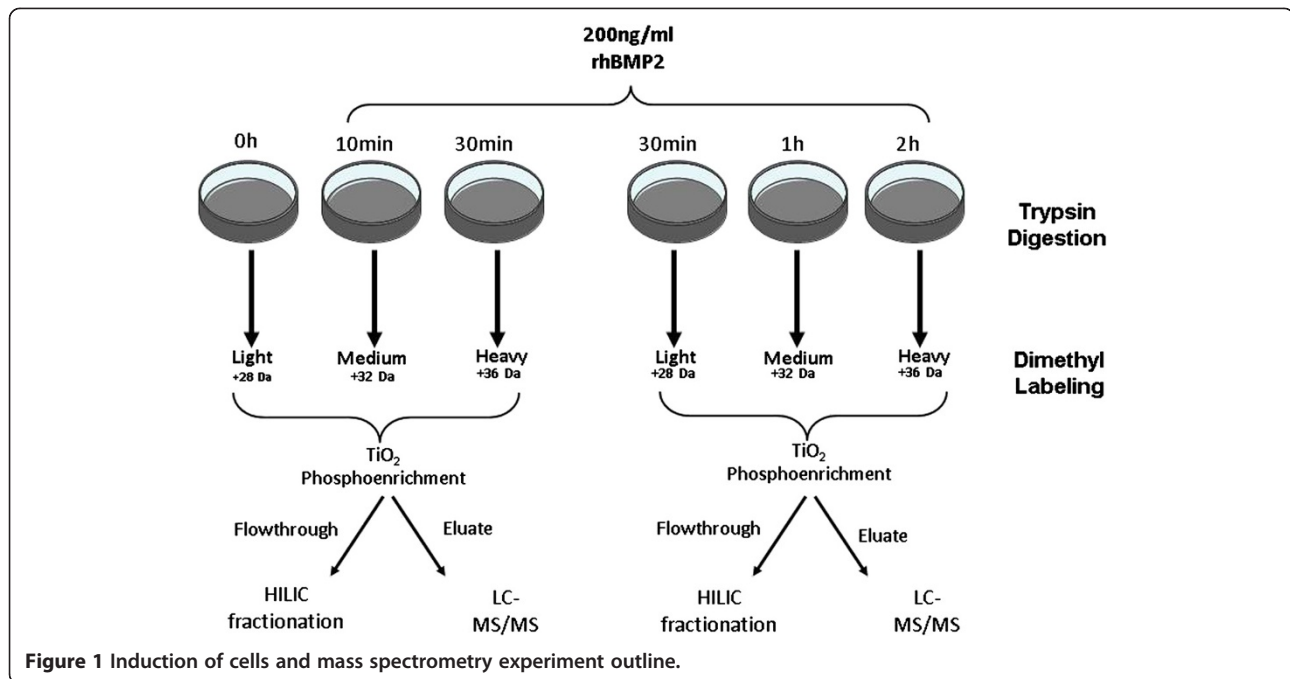 200ng/ml
rhBMP2
0h 10min 30min 30min 1h 2h
Trypsin
Digestion
Light Medium Heavy Light Medium Heavy
+28 Da +32 Da +36 Da +28 Da +32 Da +36 Da
Dimethyl
Labeling
TiO₂
Phosphoenrichment
TiO₂
Phosphoenrichment
Flowthrough Eluate Flowthrough Eluate
HILIC
fractionation
LC-
MS/MS
HILIC
fractionation
LC-
MS/MS
Figure 1 Induction of cells and mass spectrometry experiment outline.